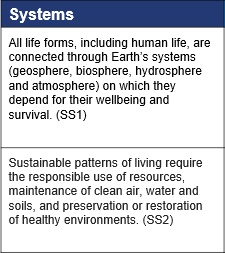 Systems
All life forms, including human life, are
connected through Earth's systems
(geosphere, biosphere, hydrosphere
and atmosphere) on which they
depend for their wellbeing and
survival. (SS1)
Sustainable patterns of living require
the responsible use of resources,
maintenance of clean air, water and
soils, and preservation or restoration
of healthy environments. (SS2)